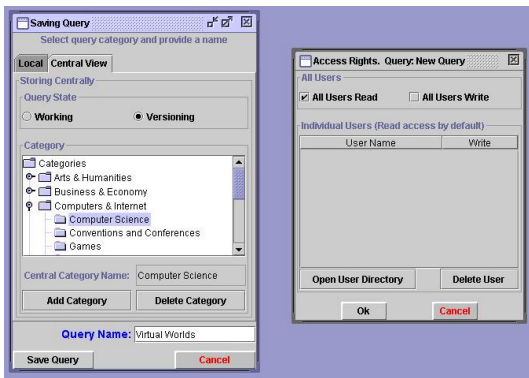 Saving Query
Select query category and provide a name
Local Central View
Storing Centrally
Query State
Working Versioning
Category
Categories
Arts & Humanities
Business & Economy
Computers & Internet
Computer Science
Conventions and Conferences
Games
Central Category Name: Computer Science
Add Category Delete Category
Query Name: Virtual Worlds
Save Query Cancel
Access Rights. Query: New Query
All Users
All Users Read All Users Write
Individual Users (Read access by default)
User Name Write
Open User Directory Delete User
Ok Cancel